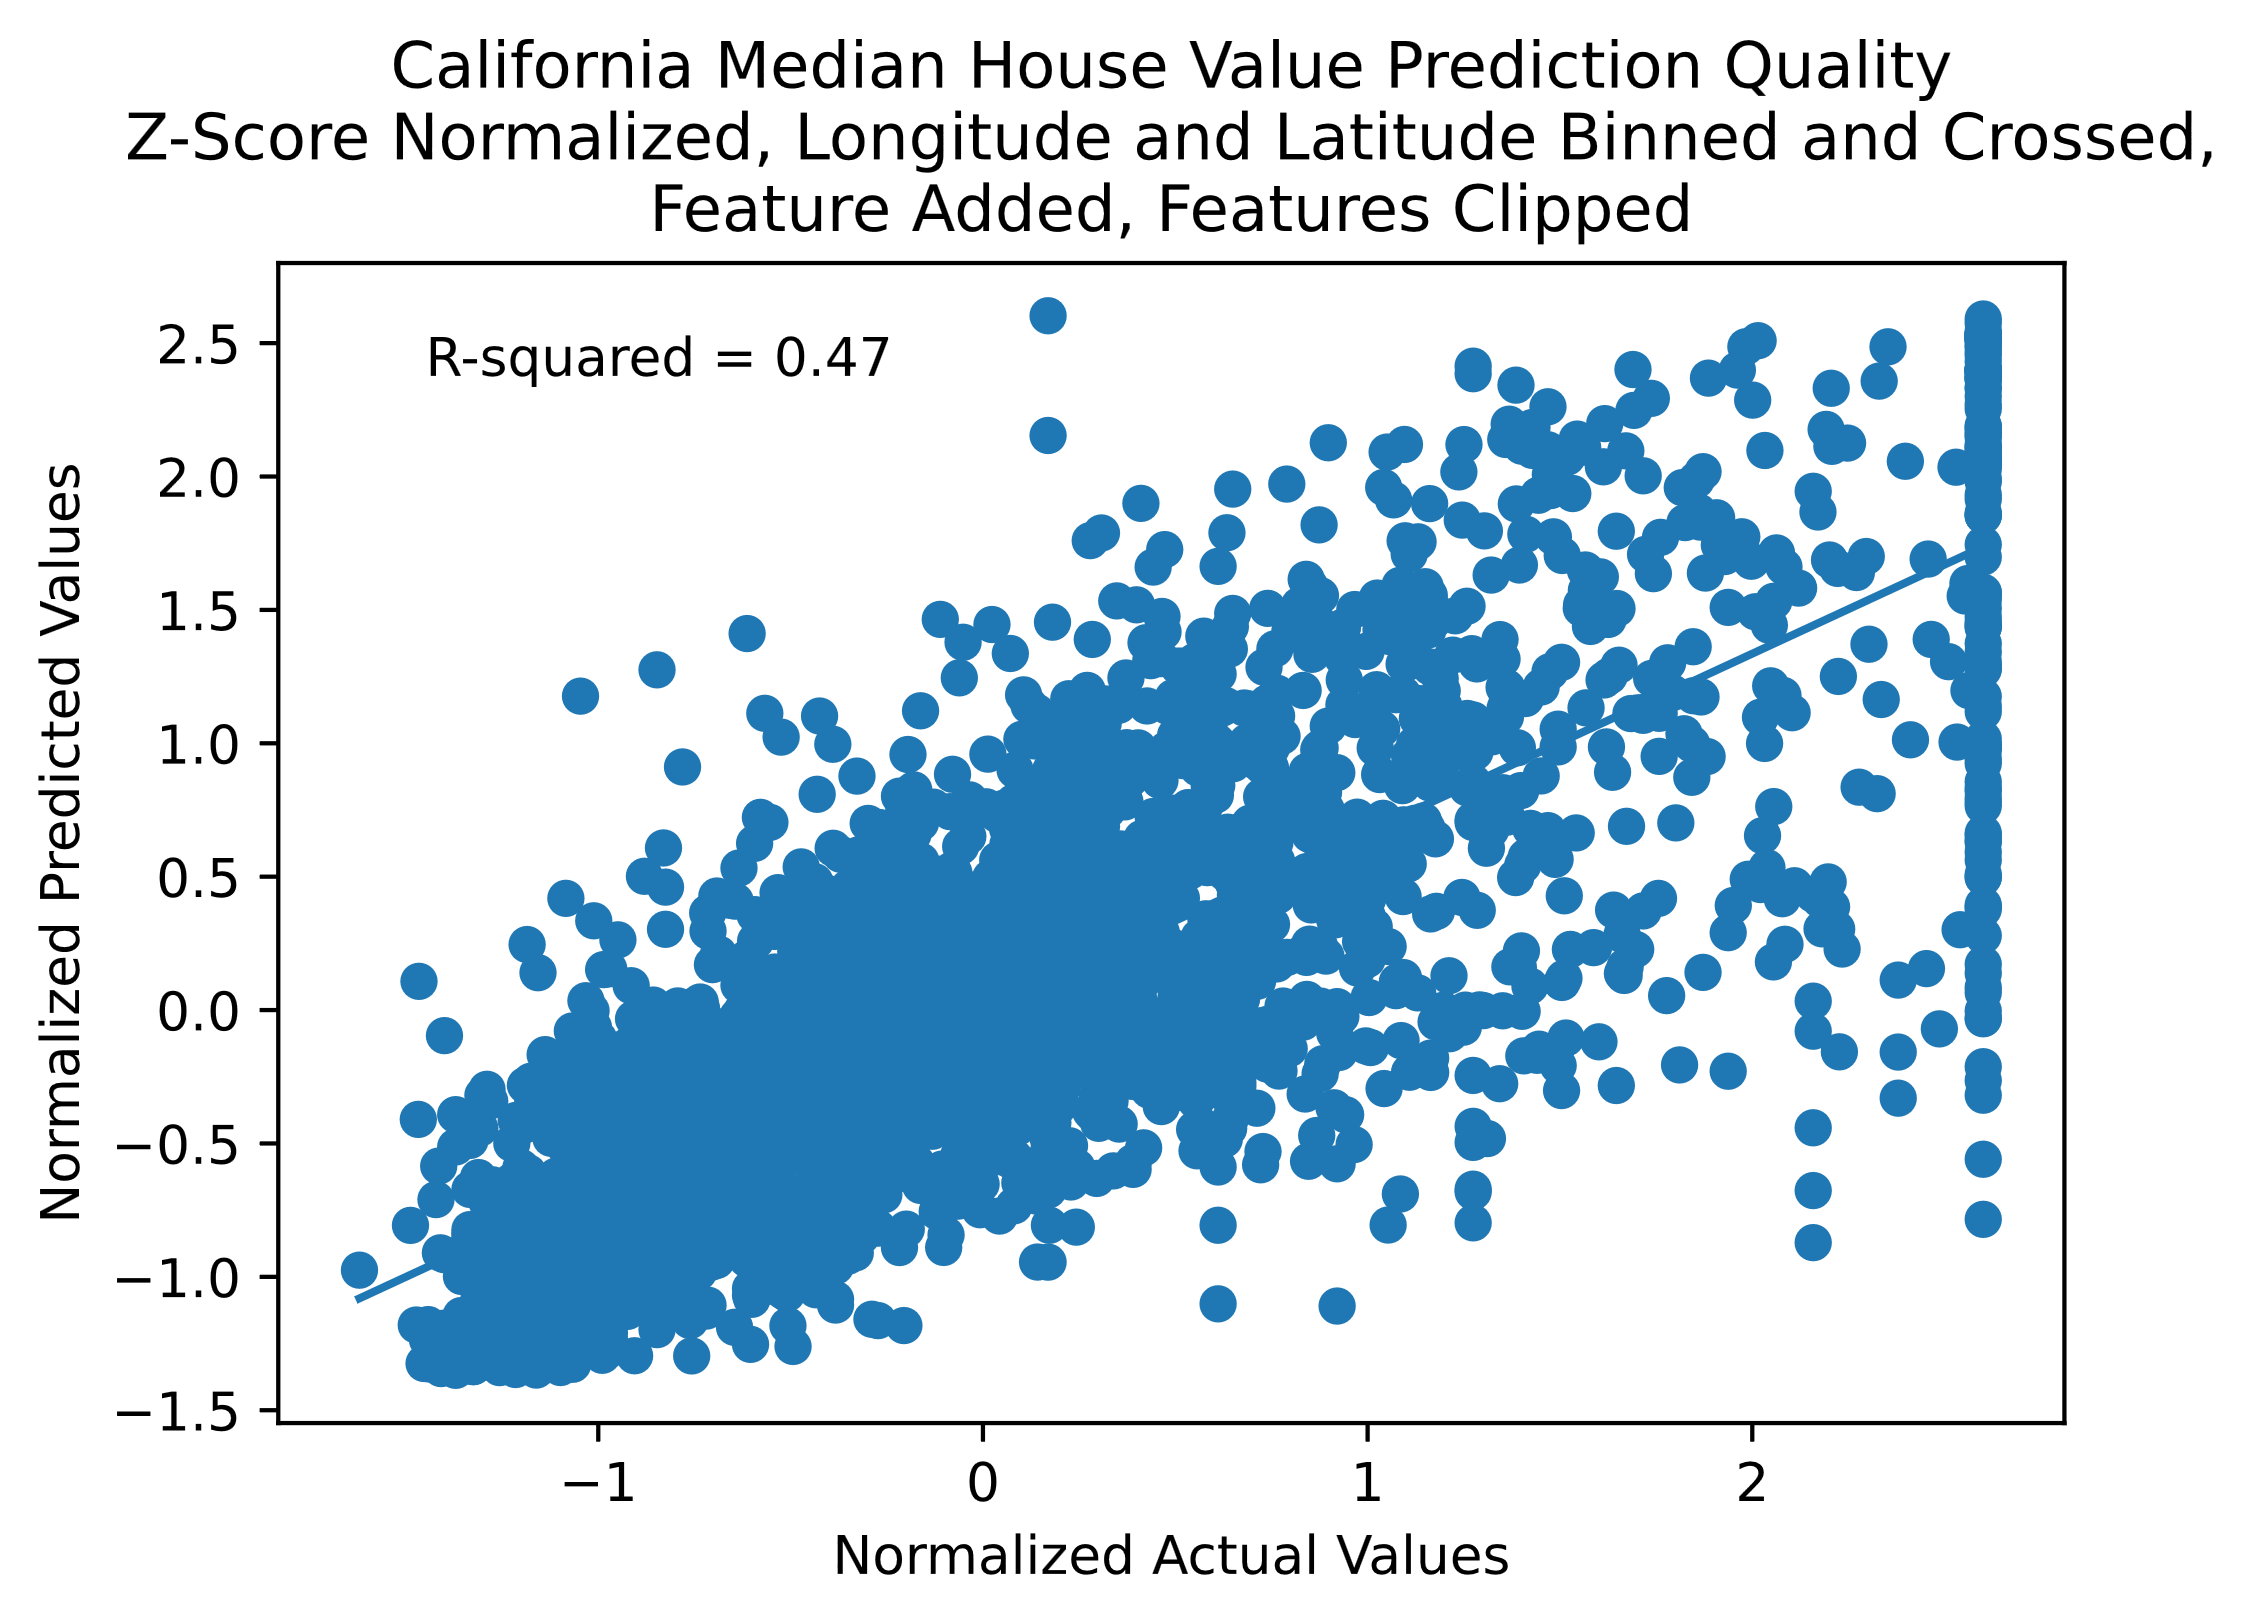 California Median House Value Prediction Quality
Z-Score Normalized, Longitude and Latitude Binned and Crossed,
Feature Added, Features Clipped
R-squared = 0.47
Normalized Predicted Values
2.5
2.0
1.5
1.0
0.5
0.0
−0.5
−1.0
−1.5
−1 0 1 2
Normalized Actual Values